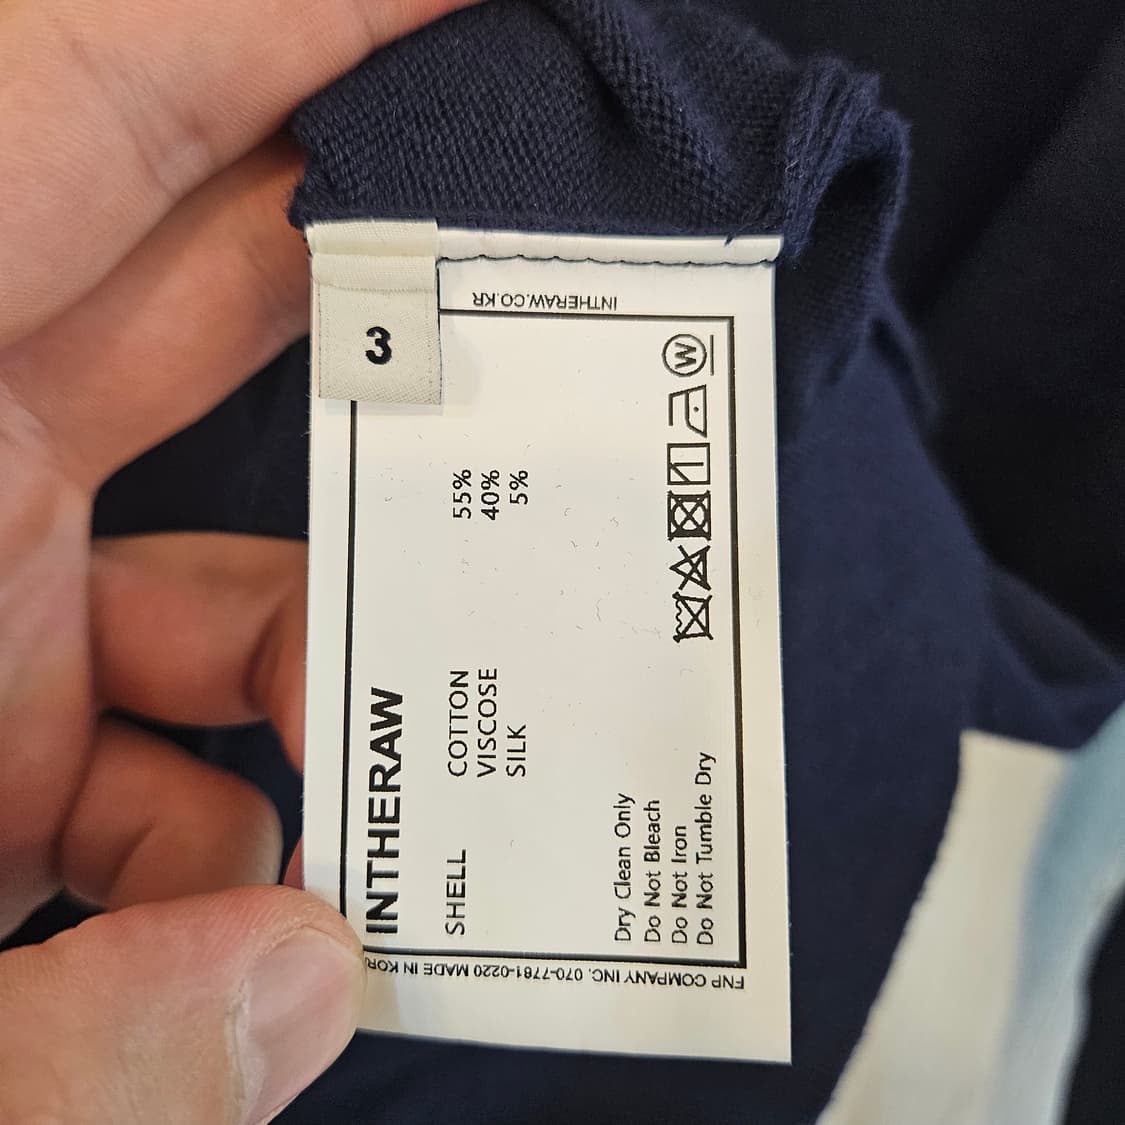 INTHERAW.CO.KR
3
INTHERAW
SHELL COTTON 55%
VISCOSE 40%
SILK 5%
Dry Clean Only
Do Not Bleach
Do Not Iron
Do Not Tumble Dry
W
FNP COMPANY INC. 070-7781-0220 MADE IN